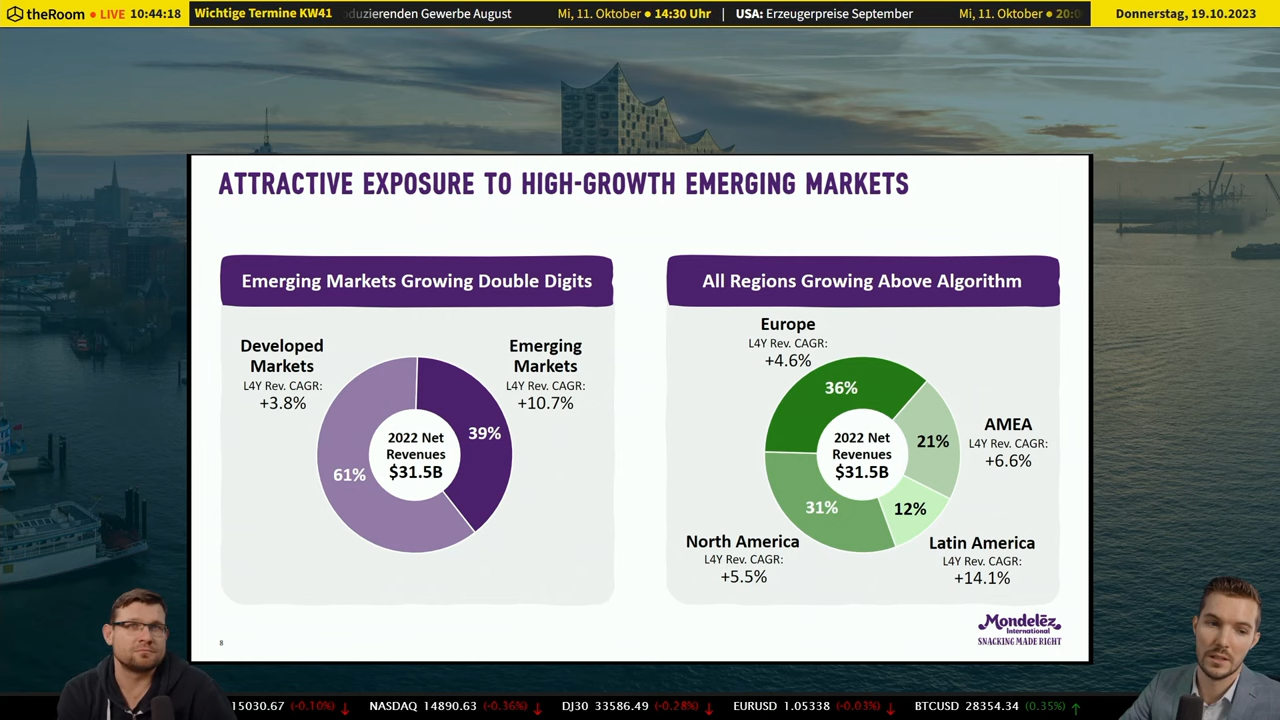 theRoom • LIVE 10:44:18
Wichtige Termine KW41
oduzierenden Gewerbe August Mi, 11. Oktober • 14:30 Uhr | USA: Erzeugerpreise September Mi, 11. Oktober • 20:
Donnerstag, 19.10.2023
ATTRACTIVE EXPOSURE TO HIGH-GROWTH EMERGING MARKETS
Emerging Markets Growing Double Digits
Developed
Markets
L4Y Rev. CAGR:
+3.8%
Emerging
Markets
L4Y Rev. CAGR:
+10.7%
39%
61%
2022 Net
Revenues
$31.5B
All Regions Growing Above Algorithm
Europe
L4Y Rev. CAGR:
+4.6%
36%
AMEA
L4Y Rev. CAGR:
+6.6%
21%
2022 Net
Revenues
$31.5B
31%
12%
North America
L4Y Rev. CAGR:
+5.5%
Latin America
L4Y Rev. CAGR:
+14.1%
8
Mondelēz
International
SNACKING MADE RIGHT
15030.67 (-0.10%) ↓ NASDAQ 14890.63 (-0.36%) ↓ DJ30 33586.49 (-0.28%) ↓ EURUSD 1.05338 (-0.03%) ↓ BTCUSD 28354.34 (0.35%) ↑